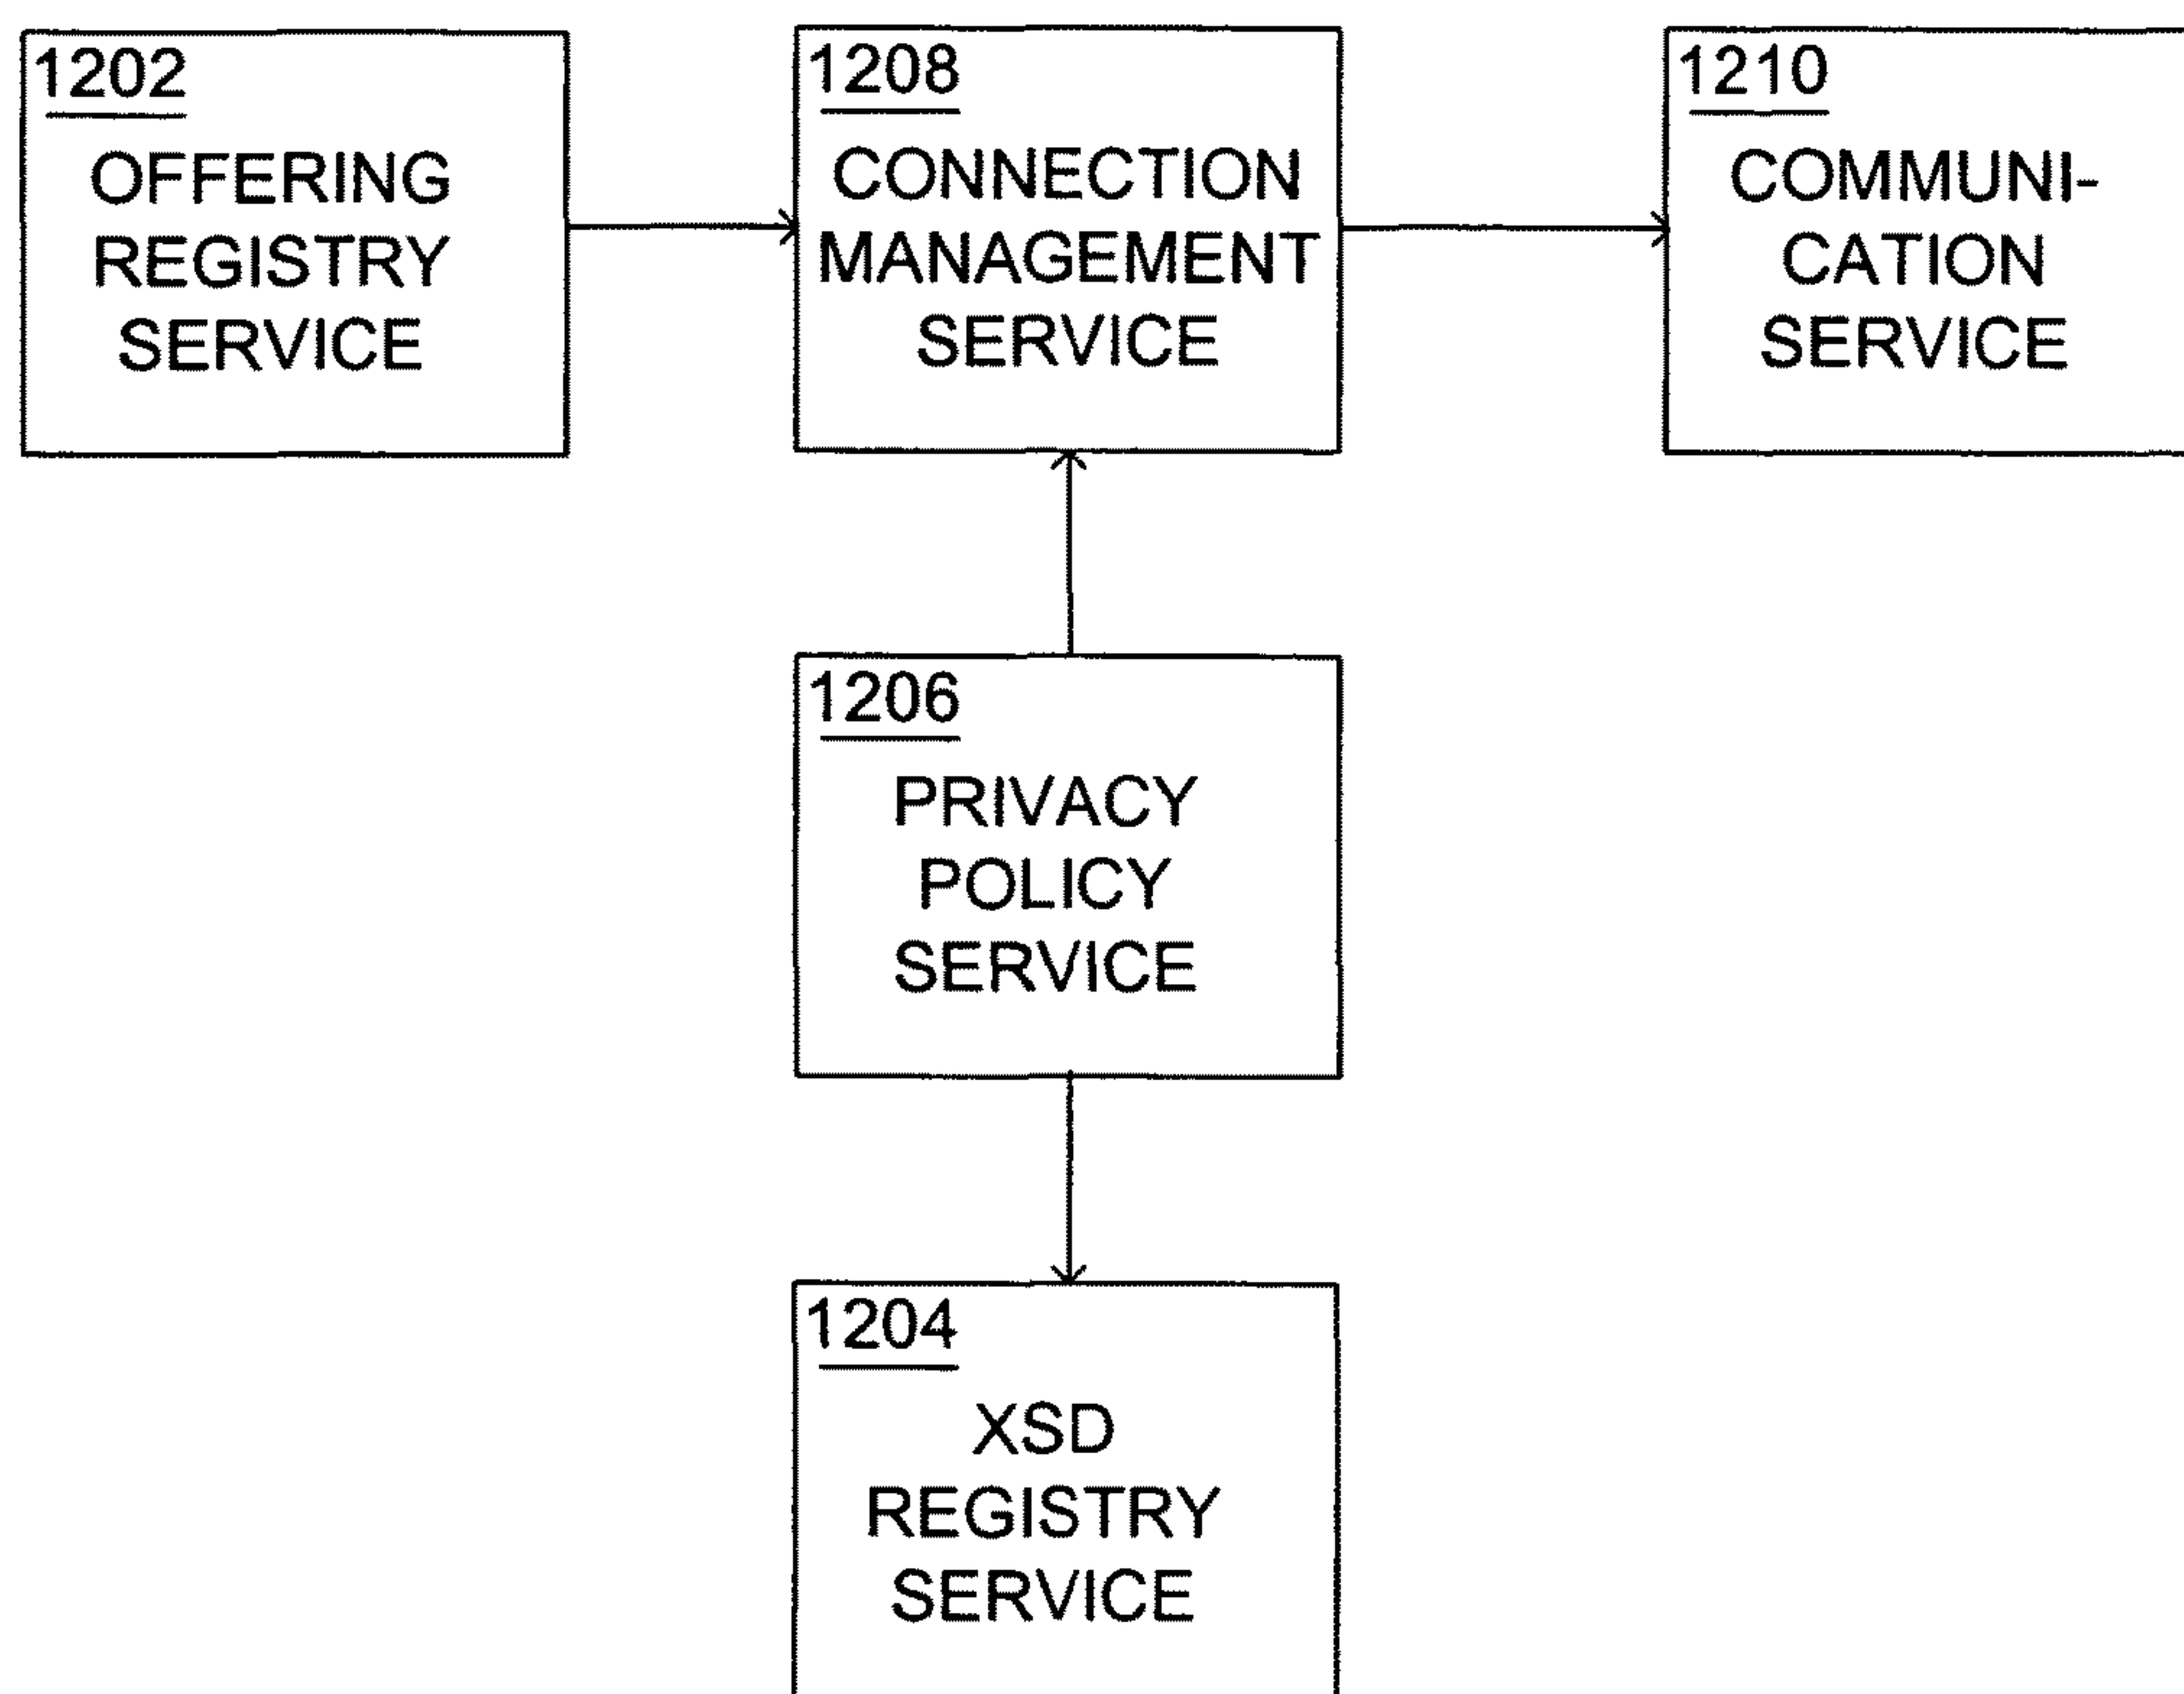 1202
OFFERING
REGISTRY
SERVICE
1208
CONNECTION
MANAGEMENT
SERVICE
1210
COMMUNI-
CATION
SERVICE
1206
PRIVACY
POLICY
SERVICE
1204
XSD
REGISTRY
SERVICE